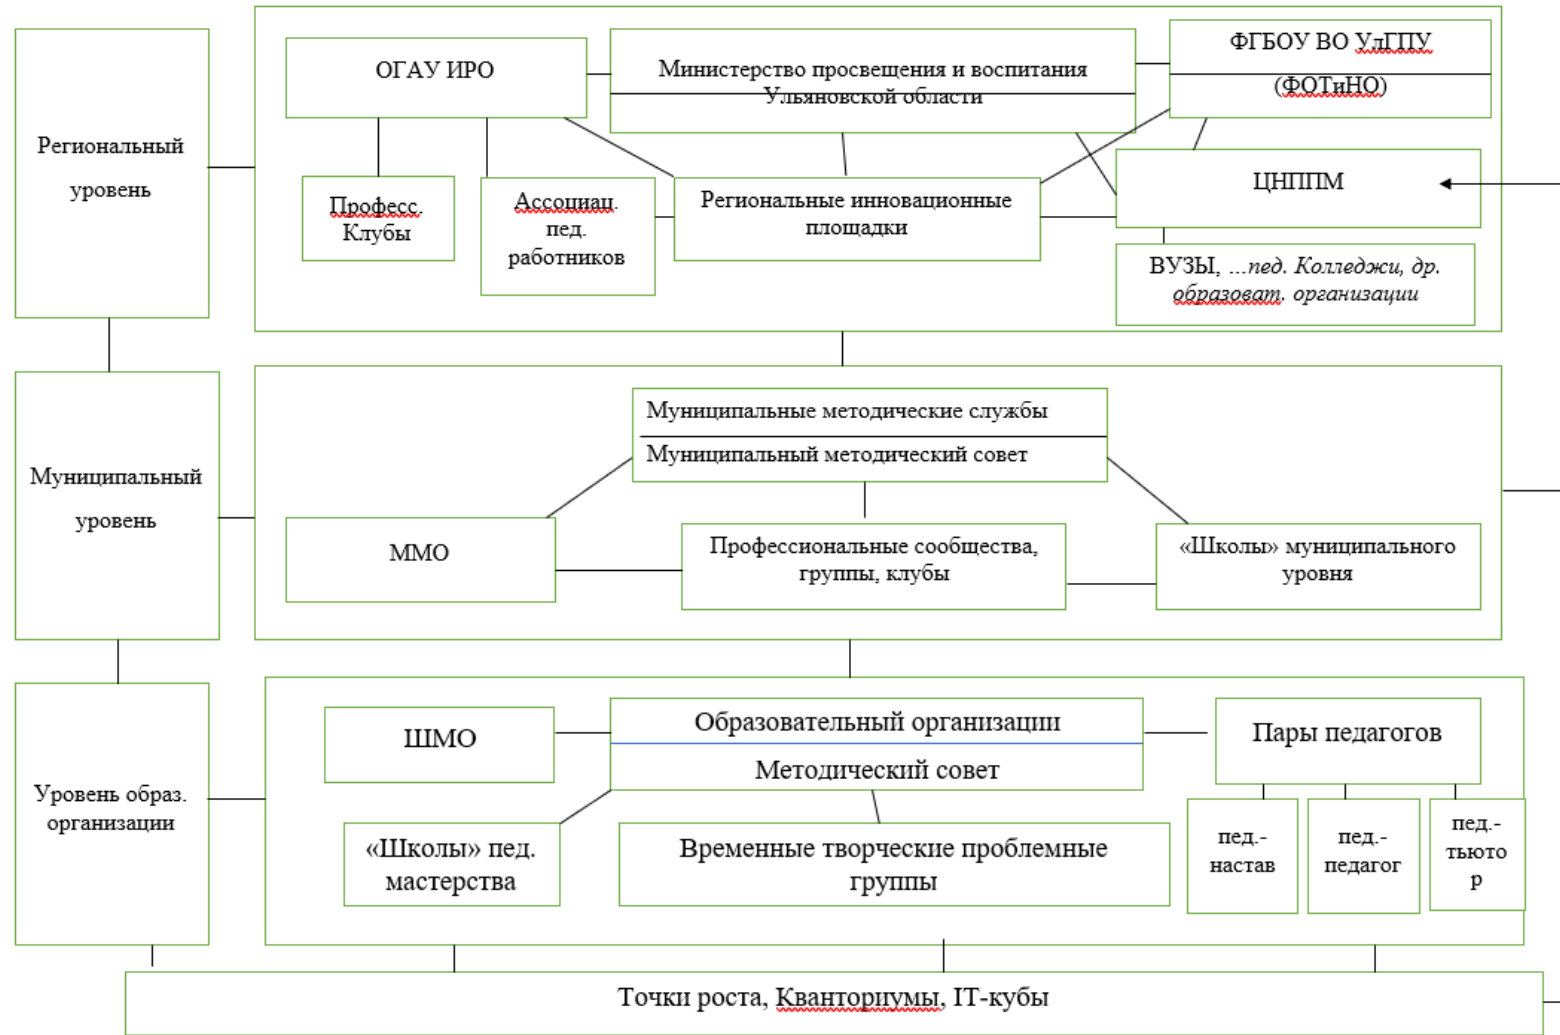 Региональный
уровень
ОГАУ ИРО
Министерство просвещения и воспитания
Ульяновской области
ФГБОУ ВО УлГПУ
(ФОТиНО)
Професс.
Клубы
Ассоциац.
пед.
работников
Региональные инновационные
площадки
ЦНППМ
ВУЗЫ, ...пед. Колледжи, др.
образоват. организации
Муниципальный
уровень
Муниципальные методические службы
Муниципальный методический совет
ММО
Профессиональные сообщества,
группы, клубы
«Школы» муниципального
уровня
Уровень образ.
организации
ШМО
Образовательный организации
Методический совет
Пары педагогов
«Школы» пед.
мастерства
Временные творческие проблемные
группы
пед.-
настав
пед.-
педагог
пед.-
тьюто
р
Точки роста, Кванториумы, IT-кубы